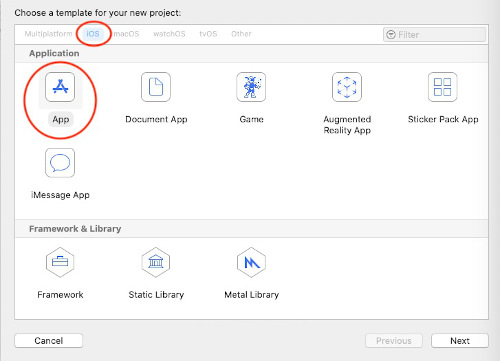 Choose a template for your new project:
Multiplatform iOS macOS watchOS tvOS Other Filter
Application
App Document App Game Augmented Reality App Sticker Pack App
iMessage App
Framework & Library
Framework Static Library Metal Library
Cancel Previous Next